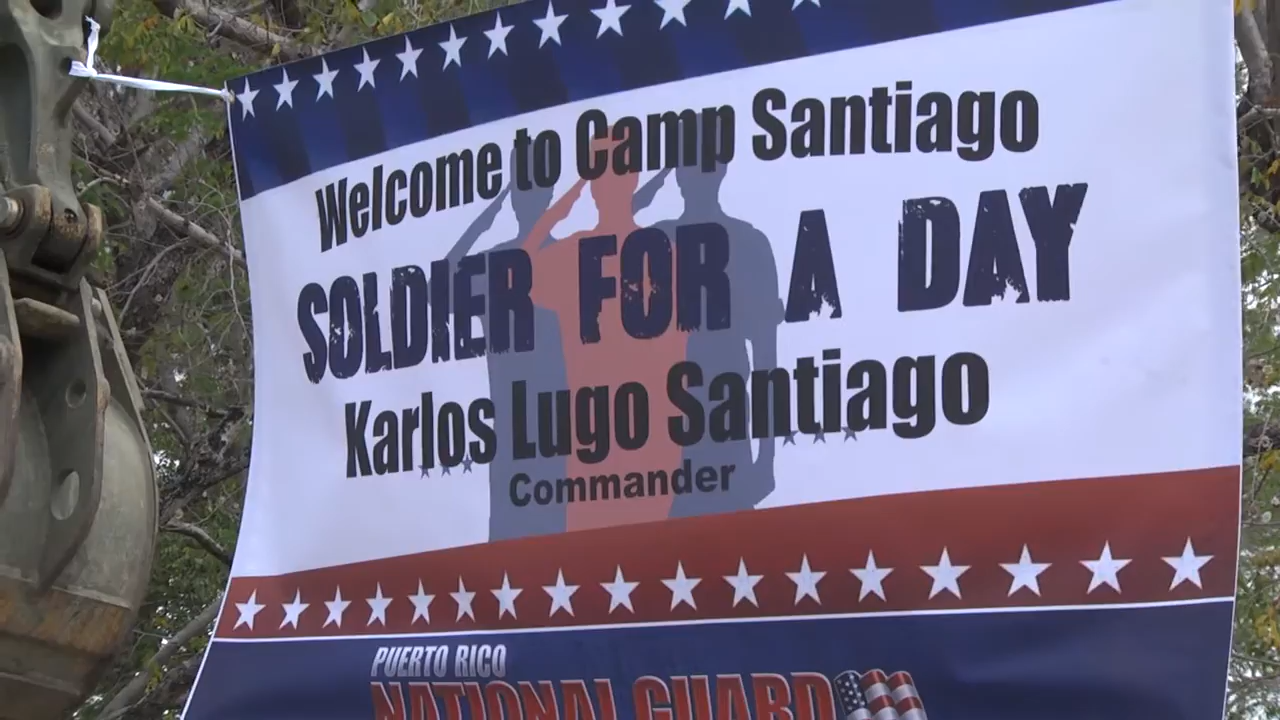 Welcome to Camp Santiago
SOLDIER FOR A DAY
Karlos Lugo Santiago
Commander
PUERTO RICO
NATIONAL GUARD